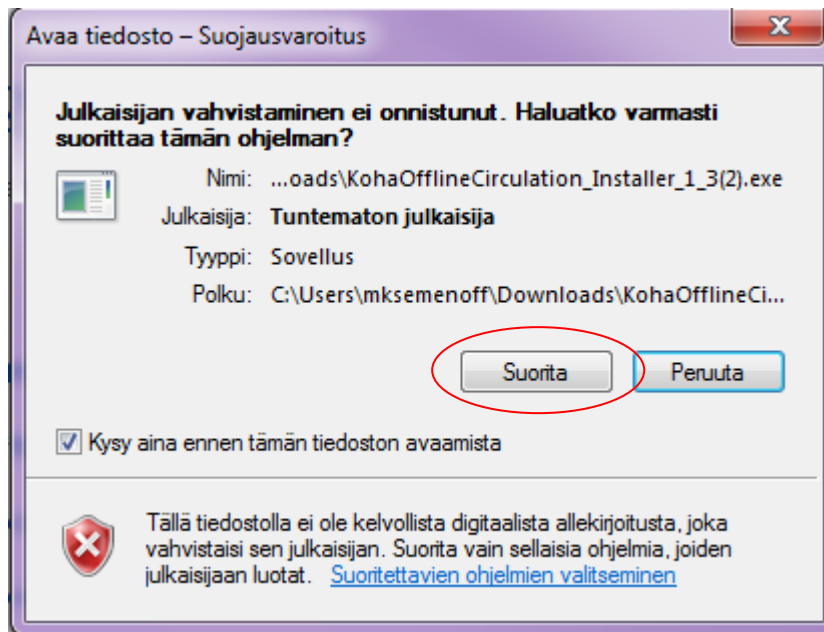 Avaa tiedosto – Suojausvaroitus
Julkaisijan vahvistaminen ei onnistunut. Haluatko varmasti
suorittaa tämän ohjelman?
Nimi: ...oads\KohaOfflineCirculation_Installer_1_3(2).exe
Julkaisija: Tuntematon julkaisija
Tyyppi: Sovellus
Polku: C:\Users\mksemenoff\Downloads\KohaOfflineCi...
Suorita Peruuta
Kysy aina ennen tämän tiedoston avaamista
Tällä tiedostolla ei ole kelvollista digitaalista allekirjoitusta, joka
vahvistaisi sen julkaisijan. Suorita vain sellaisia ohjelmia, joiden
julkaisijaan luotat. Suoritettavien ohjelmien valitseminen